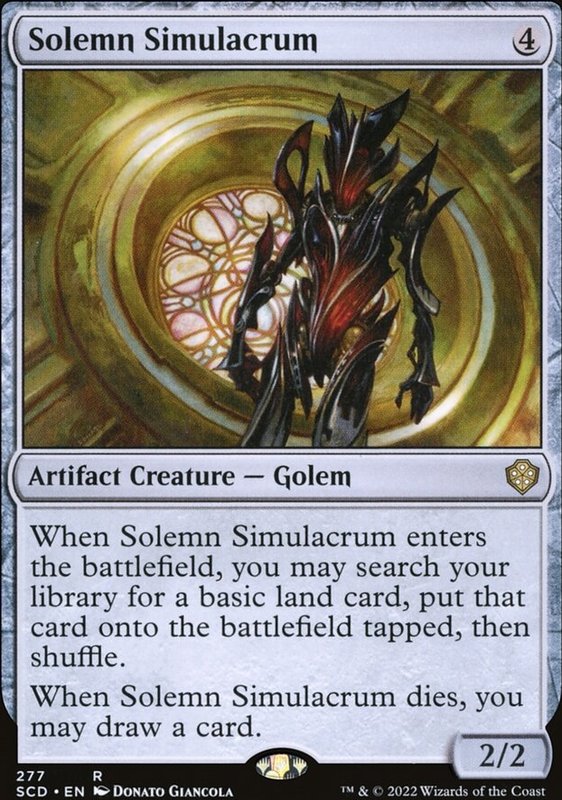 Solemn Simulacrum 4
Artifact Creature — Golem
When Solemn Simulacrum enters
the battlefield, you may search your
library for a basic land card, put that
card onto the battlefield tapped, then
shuffle.
When Solemn Simulacrum dies, you
may draw a card.
2/2
277 R
SCD • EN DONATO GIANCOLA
™ & © 2022 Wizards of the Coast